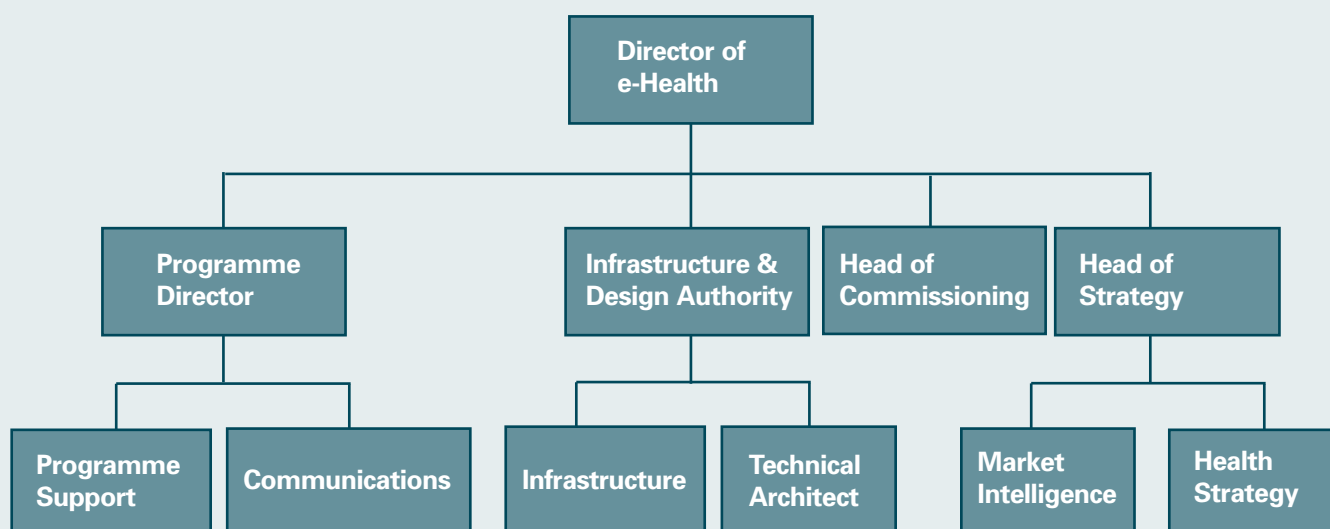 Director of
e-Health
Programme
Director
Infrastructure &
Design Authority
Head of
Commissioning
Head of
Strategy
Programme
Support
Communications
Infrastructure
Technical
Architect
Market
Intelligence
Health
Strategy